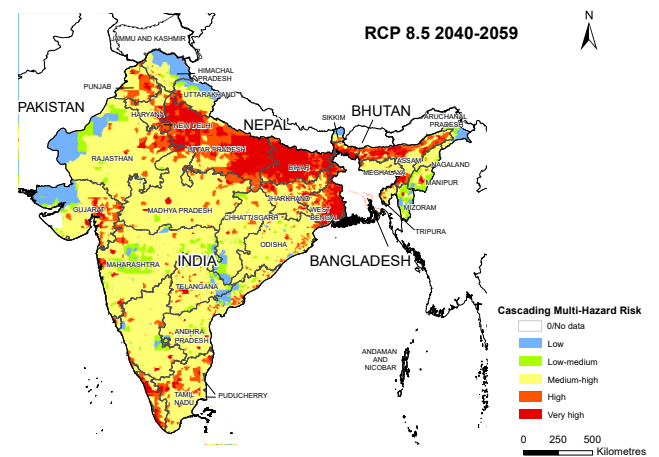 RCP 8.5 2040-2059
N
JAMMU AND KASHMIR
HIMACHAL
PRADESH
PUNJAB
UTTARAKHAND
PAKISTAN
HARYANA
NEW DELHI
NEPAL
SIKKIM
BHUTAN
ARUCHANAL
PRADESH
UTTAR PRADESH
RAJASTHAN
BIHAR
ASSAM
NAGALAND
MEGHALAYA
MANIPUR
GUJARAT
MADHYA PRADESH
JHARKHAND
WEST
BENGAL
MIZORAM
CHHATTISGARH
TRIPURA
ODISHA
MAHARASHTRA
INDIA
BANGLADESH
TELANGANA
ANDHRA
PRADESH
ANDAMAN
AND
NICOBAR
TAMIL
NADU
PUDUCHERRY
Cascading Multi-Hazard Risk
0/No data
Low
Low-medium
Medium-high
High
Very high
0 250 500
Kilometres